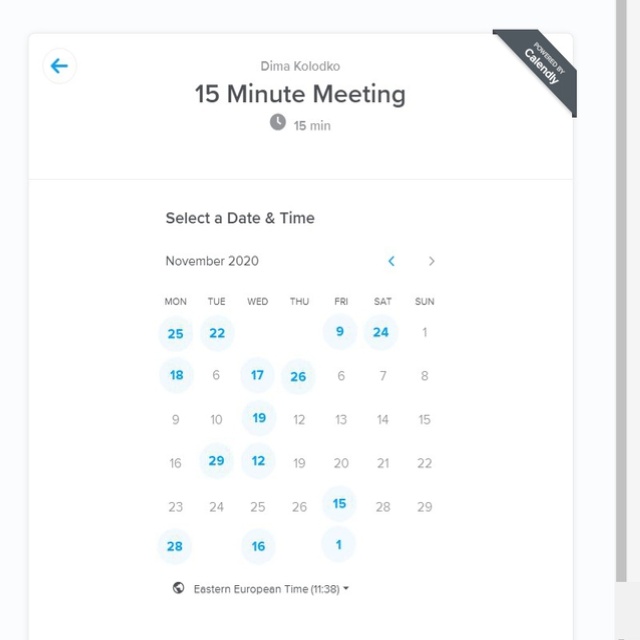 POWERED BY
Calendly
Dima Kolodko
15 Minute Meeting
15 min
Select a Date & Time
November 2020
MON TUE WED THU FRI SAT SUN
25 22 9 24 1
18 6 17 26 6 7 8
9 10 19 12 13 14 15
16 29 12 19 20 21 22
23 24 25 26 15 28 29
28 16 1
Eastern European Time (11:38)